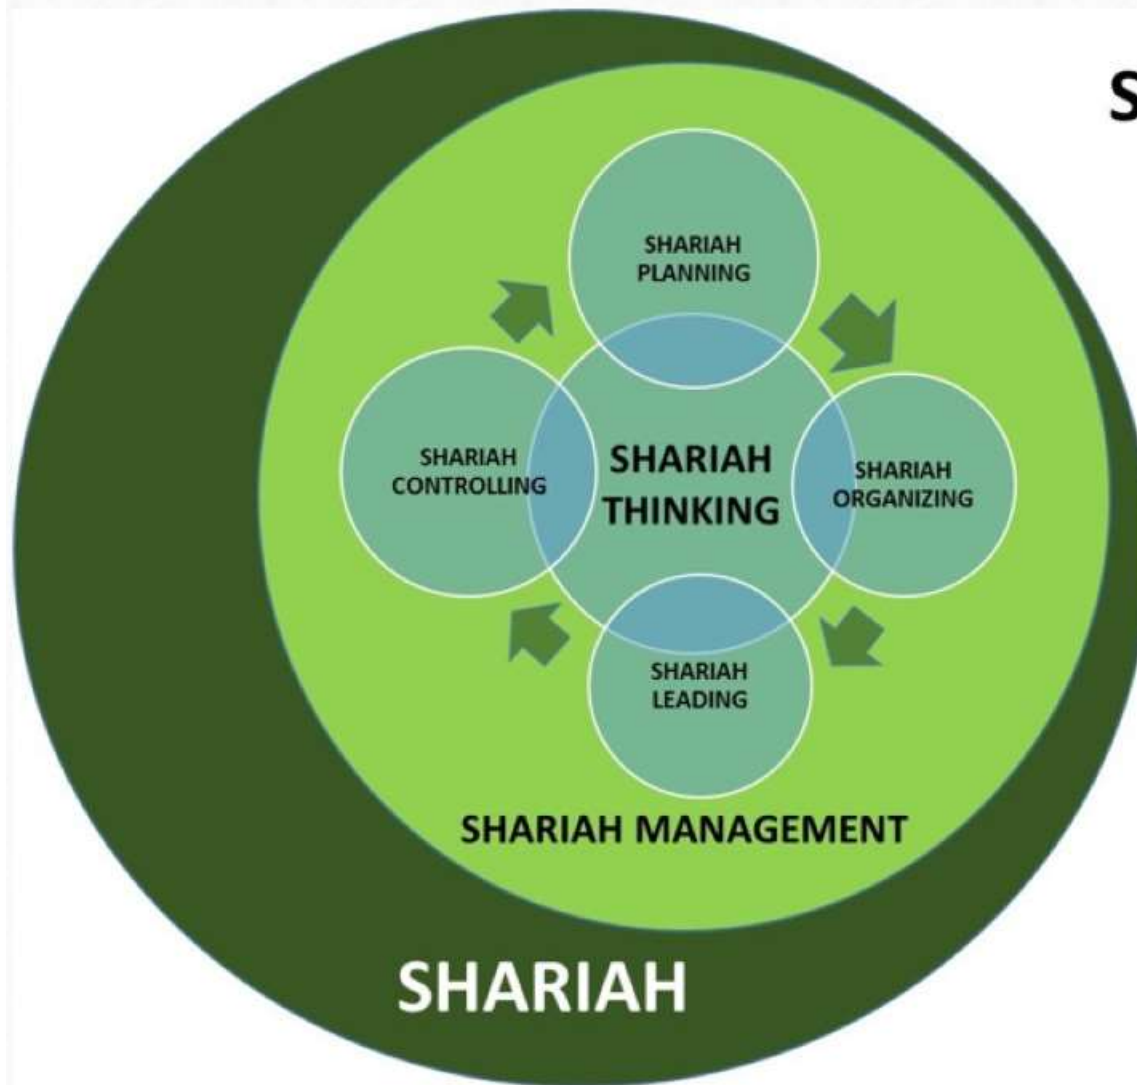 S
SHARIAH
PLANNING
SHARIAH
CONTROLLING
SHARIAH
THINKING
SHARIAH
ORGANIZING
SHARIAH
LEADING
SHARIAH MANAGEMENT
SHARIAH